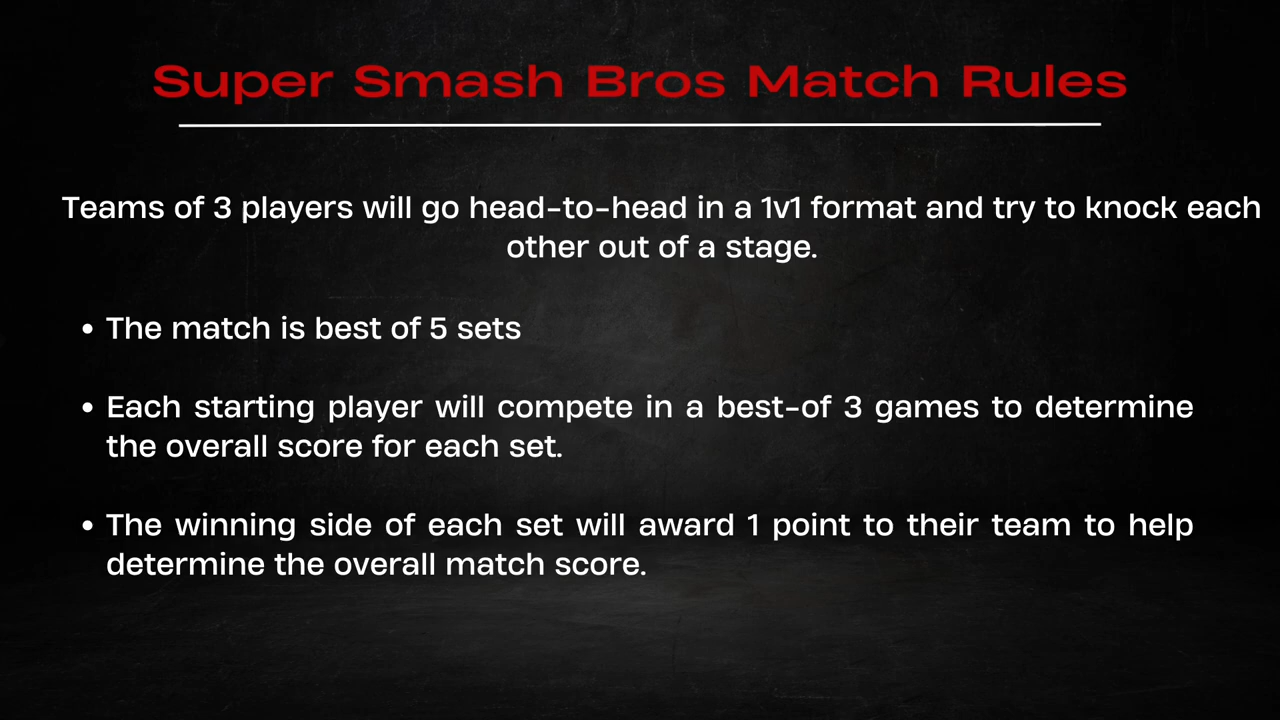 Super Smash Bros Match Rules
Teams of 3 players will go head-to-head in a 1v1 format and try to knock each
other out of a stage.
• The match is best of 5 sets
• Each starting player will compete in a best-of 3 games to determine
the overall score for each set.
• The winning side of each set will award 1 point to their team to help
determine the overall match score.